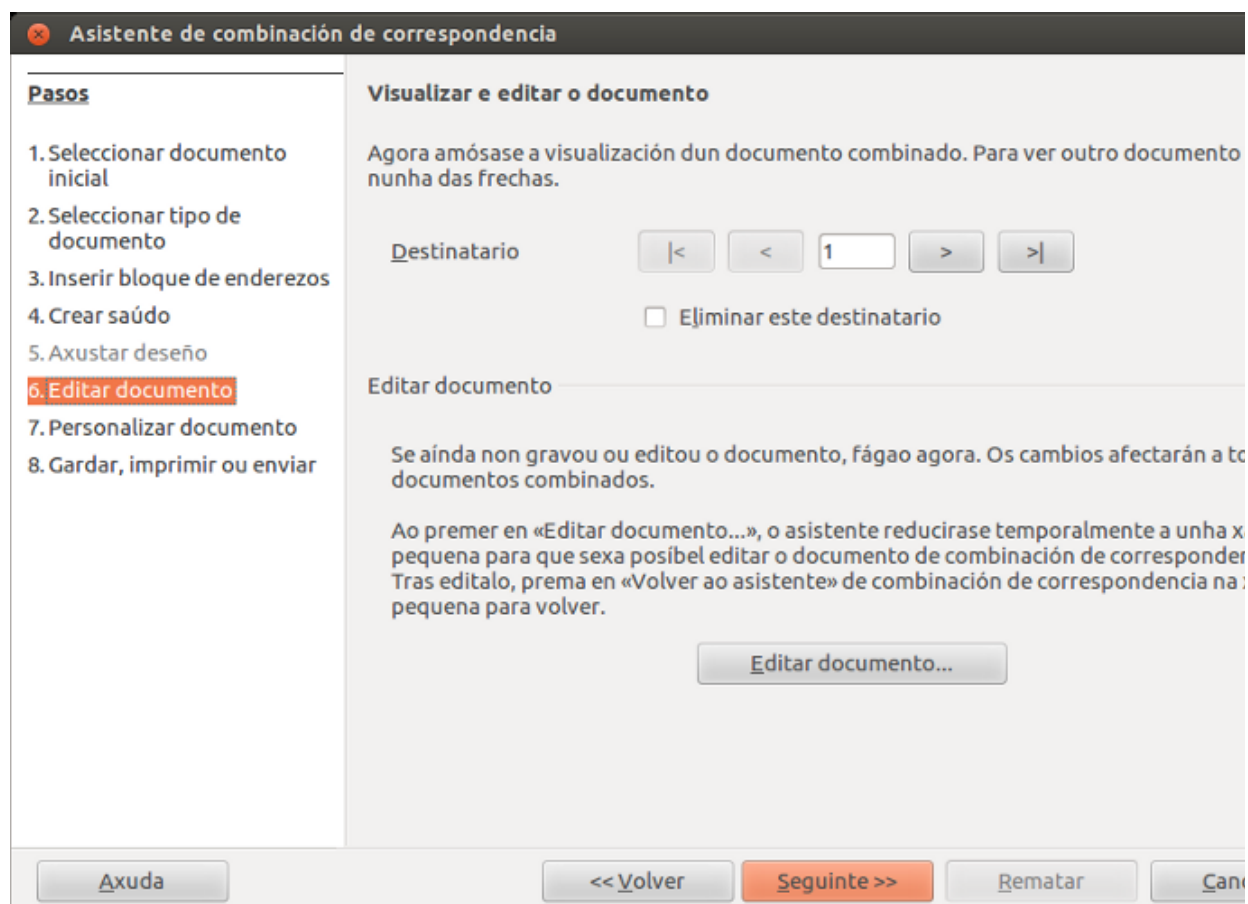 Asistente de combinación de correspondencia
Pasos
1. Seleccionar documento
inicial
2. Seleccionar tipo de
documento
3. Inserir bloque de enderezos
4. Crear saúdo
5. Axustar deseño
6. Editar documento
7. Personalizar documento
8. Gardar, imprimir ou enviar
Visualizar e editar o documento
Agora amósase a visualización dun documento combinado. Para ver outro documento
nunha das frechas.
Destinatario |< < 1 > >|
Eliminar este destinatario
Editar documento
Se aínda non gravou ou editou o documento, fágao agora. Os cambios afectarán a
documentos combinados.
Ao premer en «Editar documento...», o asistente reducirase temporalmente a unha
pequena para que sexa posíbel editar o documento de combinación de
Tras editalo, prema en «Volver ao asistente» de combinación de correspondencia na
pequena para volver.
Editar documento...
Axuda << Volver Seguinte >> Rematar